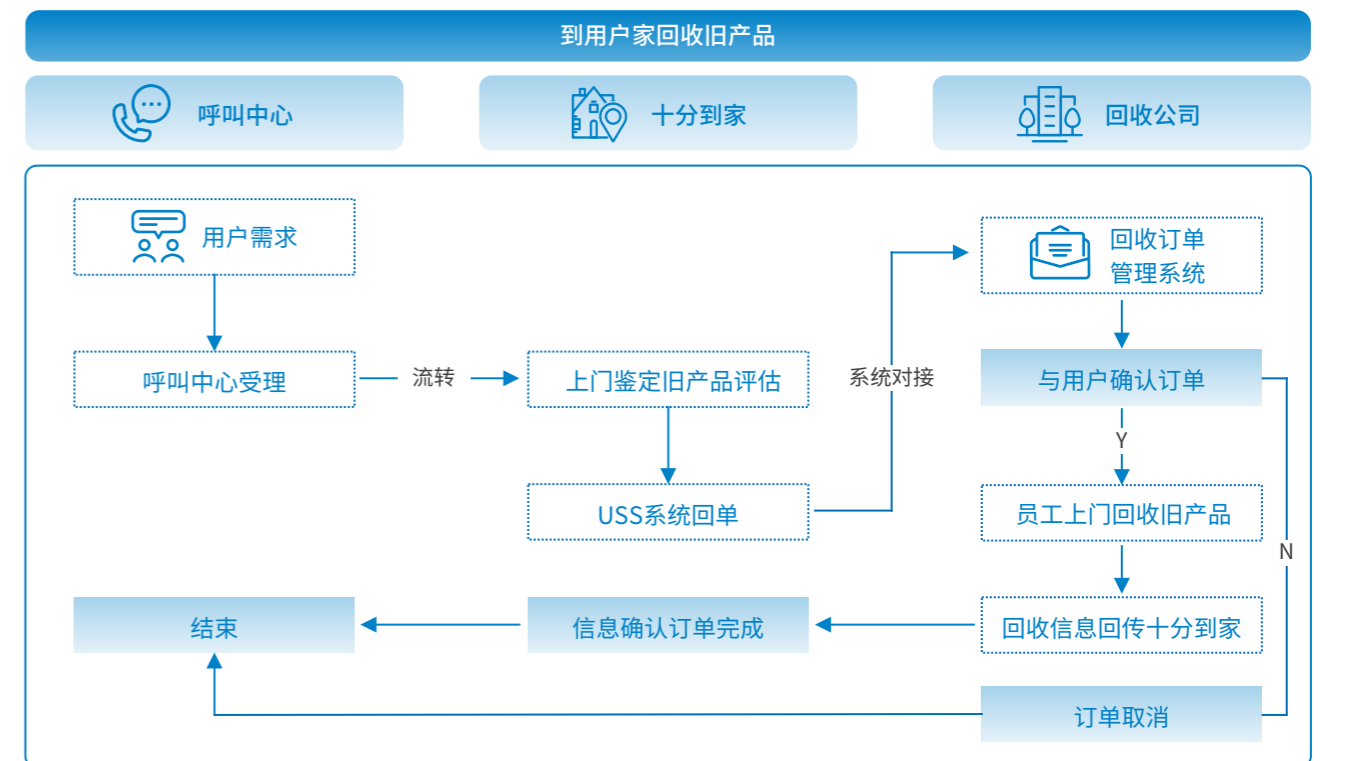 到用户家回收旧产品
呼叫中心
十分到家
回收公司
用户需求
回收订单
管理系统
呼叫中心受理
流转
上门鉴定旧产品评估
系统对接
与用户确认订单
Y
USS系统回单
员工上门回收旧产品
N
结束
信息确认订单完成
回收信息回传十分到家
订单取消